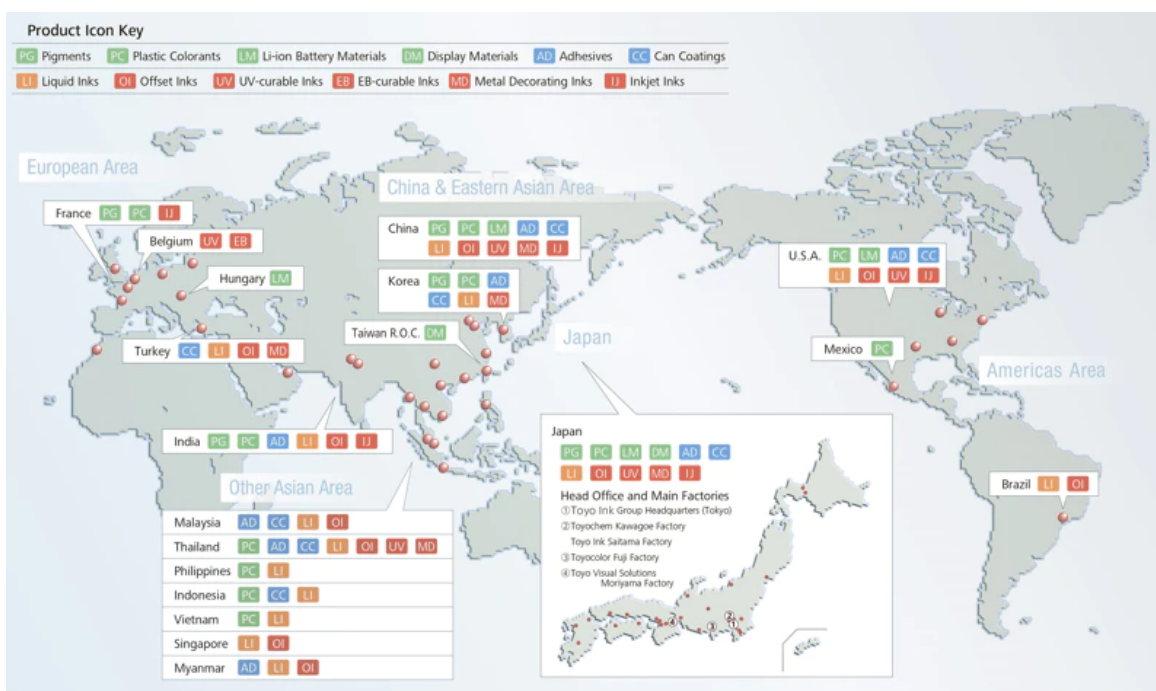 Product Icon Key
PG Pigments PC Plastic Colorants LM Li-ion Battery Materials DM Display Materials AD Adhesives CC Can Coatings
LI Liquid Inks OI Offset Inks UV UV-curable Inks EB EB-curable Inks MD Metal Decorating Inks IJ Inkjet Inks
European Area
France PG PC IJ
Belgium UV EB
Hungary LM
Turkey CC LI OI MD
China & Eastern Asian Area
China PG PC LM AD CC
LI OI UV MD IJ
Korea PG PC AD
CC LI MD
Taiwan R.O.C. DM
India PG PC AD LI OI IJ
Other Asian Area
Malaysia AD CC LI OI
Thailand PC AD CC LI OI UV MD
Philippines PC LI
Indonesia PC CC LI
Vietnam PC LI
Singapore LI OI
Myanmar AD LI OI
Japan
Japan
PG PC LM DM AD CC
LI OI UV MD IJ
Head Office and Main Factories
①Toyo Ink Group Headquarters (Tokyo)
②Toyochem Kawagoe Factory
Toyo Ink Saitama Factory
③Toyocolor Fuji Factory
④Toyo Visual Solutions
Moriyama Factory
④ ③ ② ①
Americas Area
U.S.A. PC LM AD CC
LI OI UV IJ
Mexico PC
Brazil LI OI